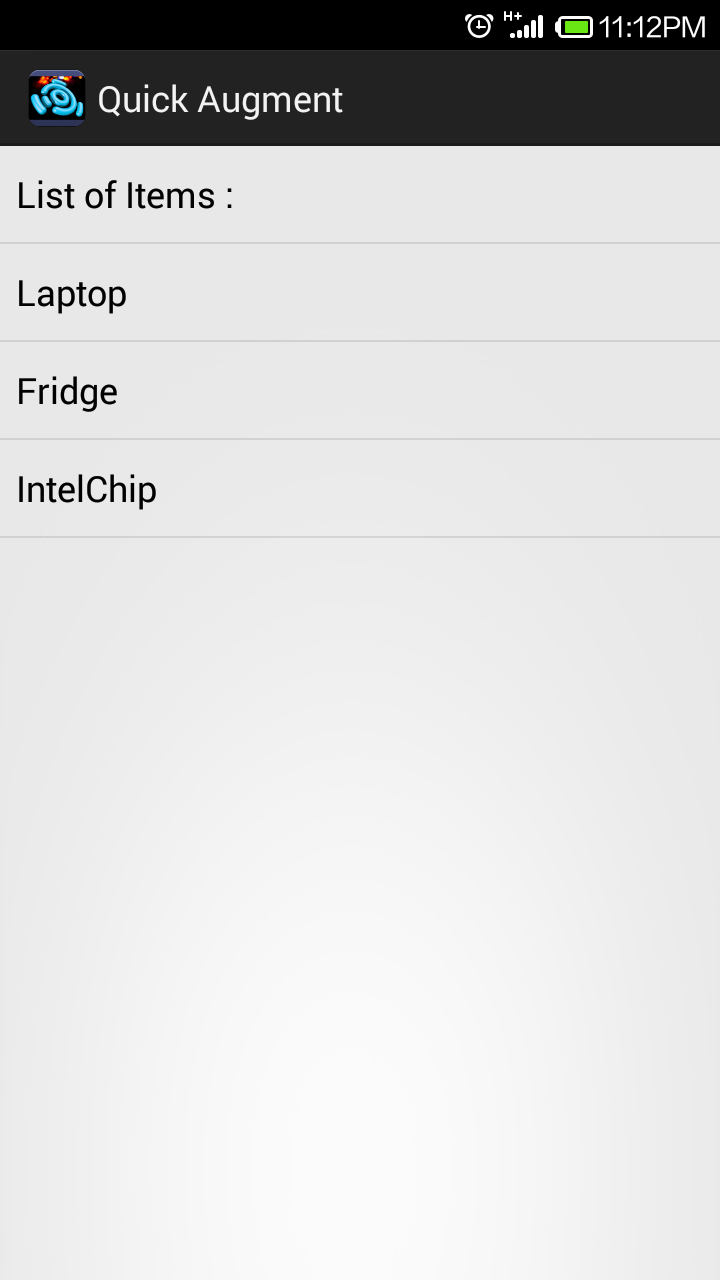 H+ 11:12PM
Quick Augment
List of Items :
Laptop
Fridge
IntelChip